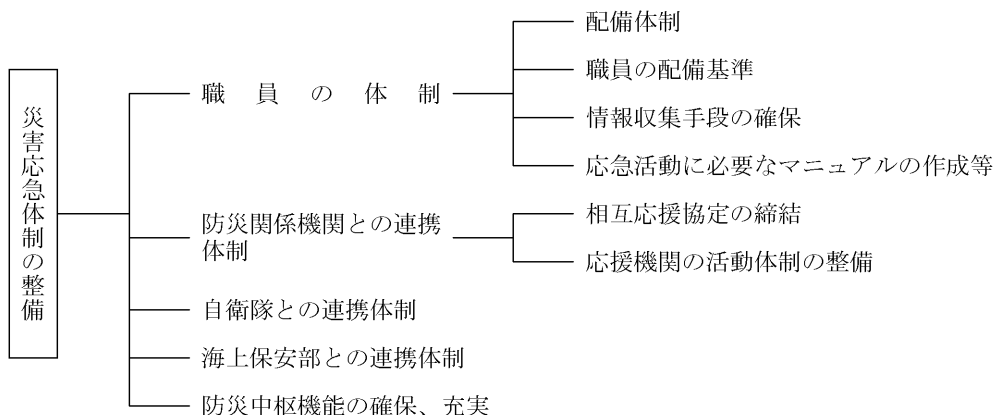 災害応急体制の整備
職員の体制
配備体制
職員の配備基準
情報収集手段の確保
応急活動に必要なマニュアルの作成等
防災関係機関との連携
体制
相互応援協定の締結
応援機関の活動体制の整備
自衛隊との連携体制
海上保安部との連携体制
防災中枢機能の確保、充実